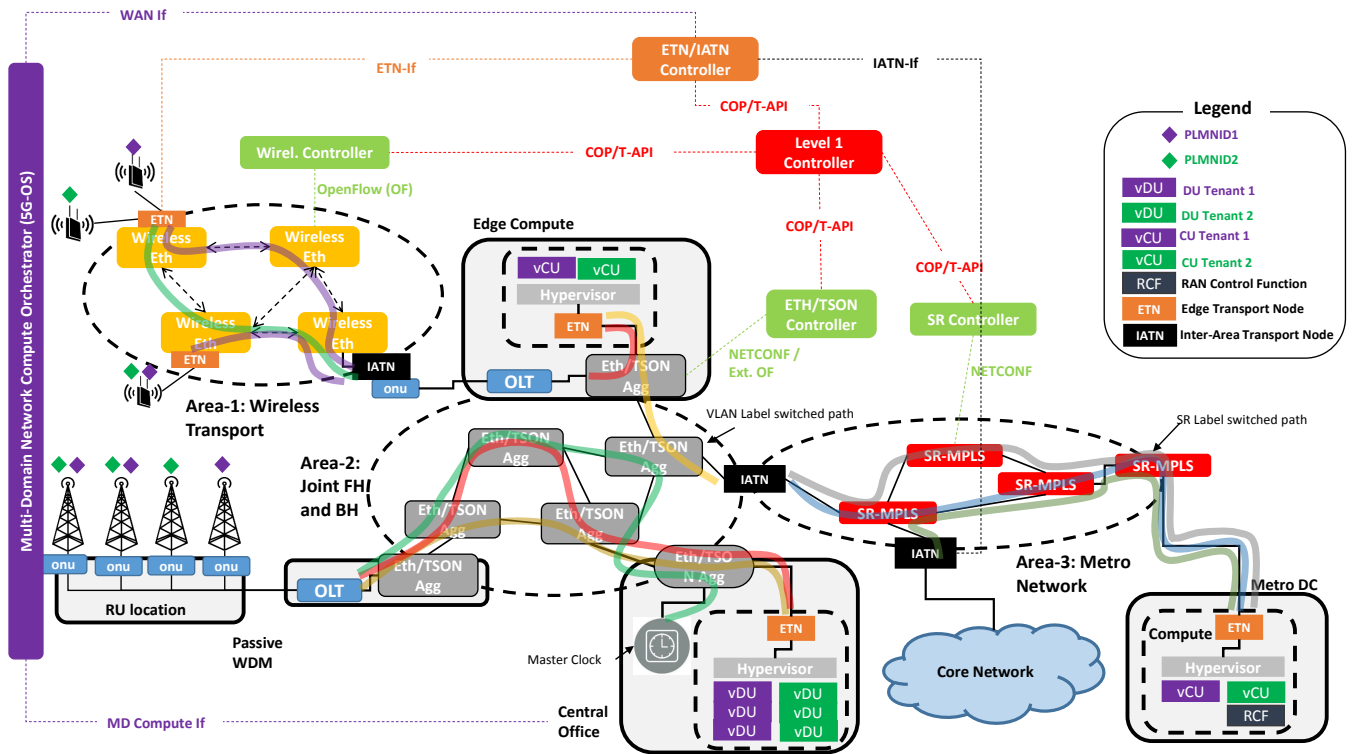 WAN If
ETN/IATN
Controller
ETN-If
IATN-If
COP/T-API
Legend
PLMNID1
PLMNID2
vDU
DU Tenant 1
vDU
DU Tenant 2
vCU
CU Tenant 1
vCU
CU Tenant 2
RCF
RAN Control Function
ETN
Edge Transport Node
IATN
Inter-Area Transport Node
Wirel. Controller
COP/T-API
Level 1
Controller
OpenFlow (OF)
COP/T-API
COP/T-API
Multi-Domain Network Compute Orchestrator (5G-OS)
ETN
Wireless
Eth
Wireless
Eth
Wireless
Eth
Wireless
Eth
ETN
IATN
onu
Area-1: Wireless
Transport
Edge Compute
vCU
vCU
Hypervisor
ETN
OLT
Eth/TSON
Agg
ETH/TSON
Controller
SR Controller
NETCONF /
Ext. OF
NETCONF
VLAN Label switched path
SR Label switched path
Area-2:
Joint FH
and BH
Eth/TSON
Agg
Eth/TSON
Agg
Eth/TSON
Agg
Eth/TSON
Agg
Eth/TSON
Agg
Eth/TSO
N Agg
IATN
SR-MPLS
SR-MPLS
SR-MPLS
SR-MPLS
IATN
Area-3: Metro
Network
onu
onu
onu
onu
RU location
OLT
Passive
WDM
Master Clock
ETN
Hypervisor
vDU
vDU
vDU
vDU
vDU
vDU
Central
Office
Core Network
Metro DC
Compute
ETN
Hypervisor
vCU
vCU
RCF
MD Compute If